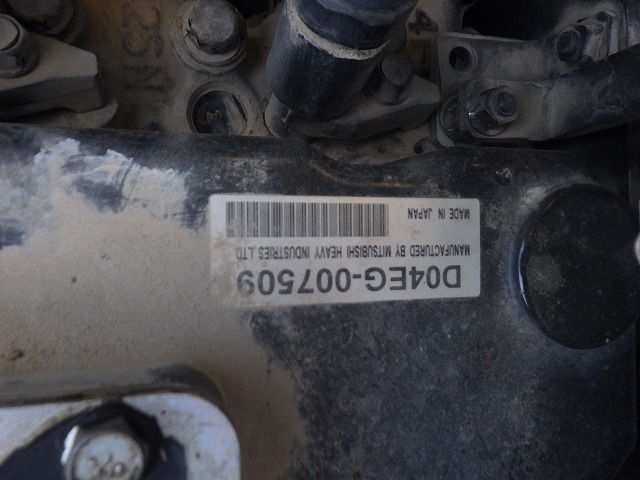 D04EG-007509
MANUFACTURED BY MITSUBISHI HEAVY INDUSTRIES,LTD
MADE IN JAPAN